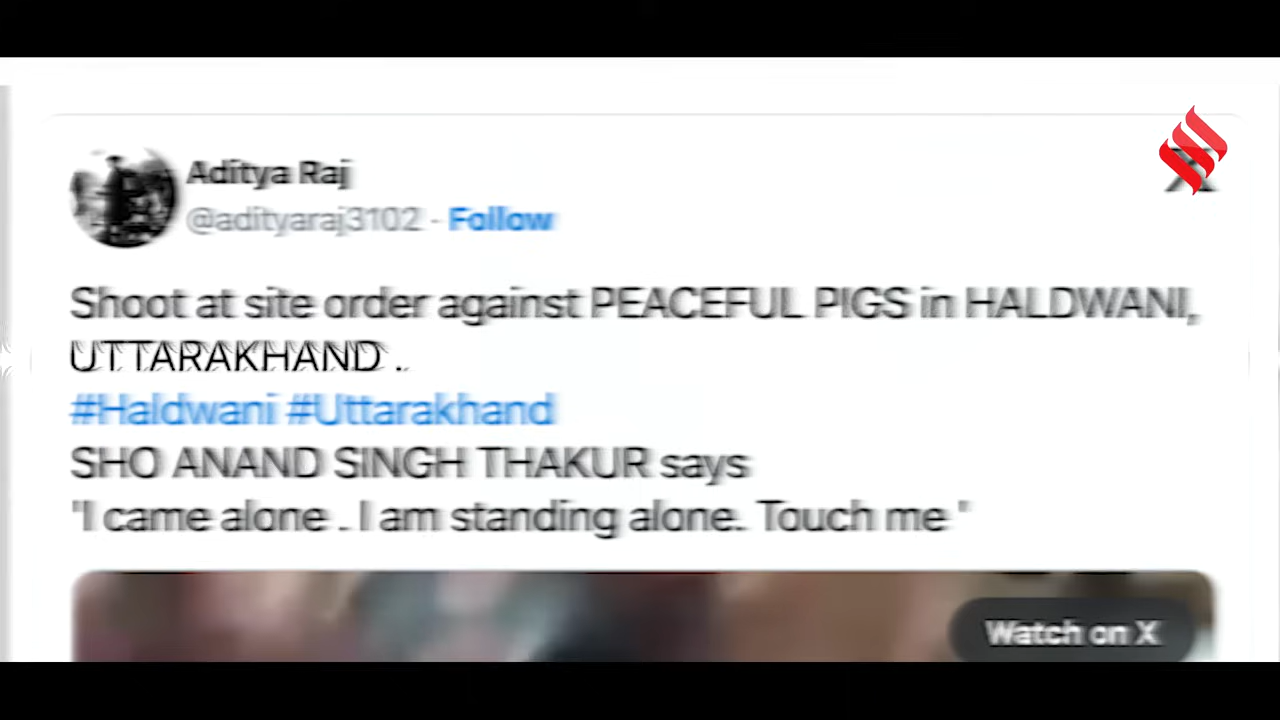 Aditya Raj
@adityaraj3102 · Follow
Shoot at site order against PEACEFUL PIGS in HALDWANI,
UTTARAKHAND .
#Haldwani #Uttarakhand
SHO ANAND SINGH THAKUR says
"I came alone . I am standing alone. Touch me "
Watch on X